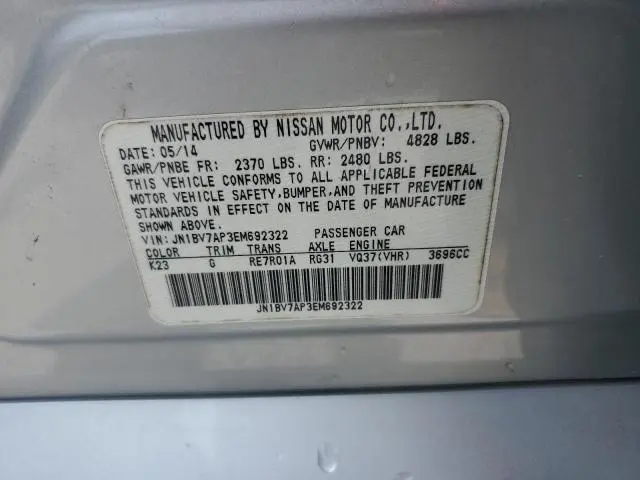 MANUFACTURED BY NISSAN MOTOR CO.,LTD.
DATE: 05/14 GVWR/PNBV: 4828 LBS.
GAWR/PNBE FR: 2370 LBS. RR: 2480 LBS.
THIS VEHICLE CONFORMS TO ALL APPLICABLE FEDERAL
MOTOR VEHICLE SAFETY,BUMPER,AND THEFT PREVENTION
STANDARDS IN EFFECT ON THE DATE OF MANUFACTURE
SHOWN ABOVE.
VIN: JN1BV7AP3EM692322 PASSENGER CAR
COLOR TRIM TRANS AXLE ENGINE
K23 G RE7R01A RG31 VQ37(VHR) 3696CC
JN1BV7AP3EM692322